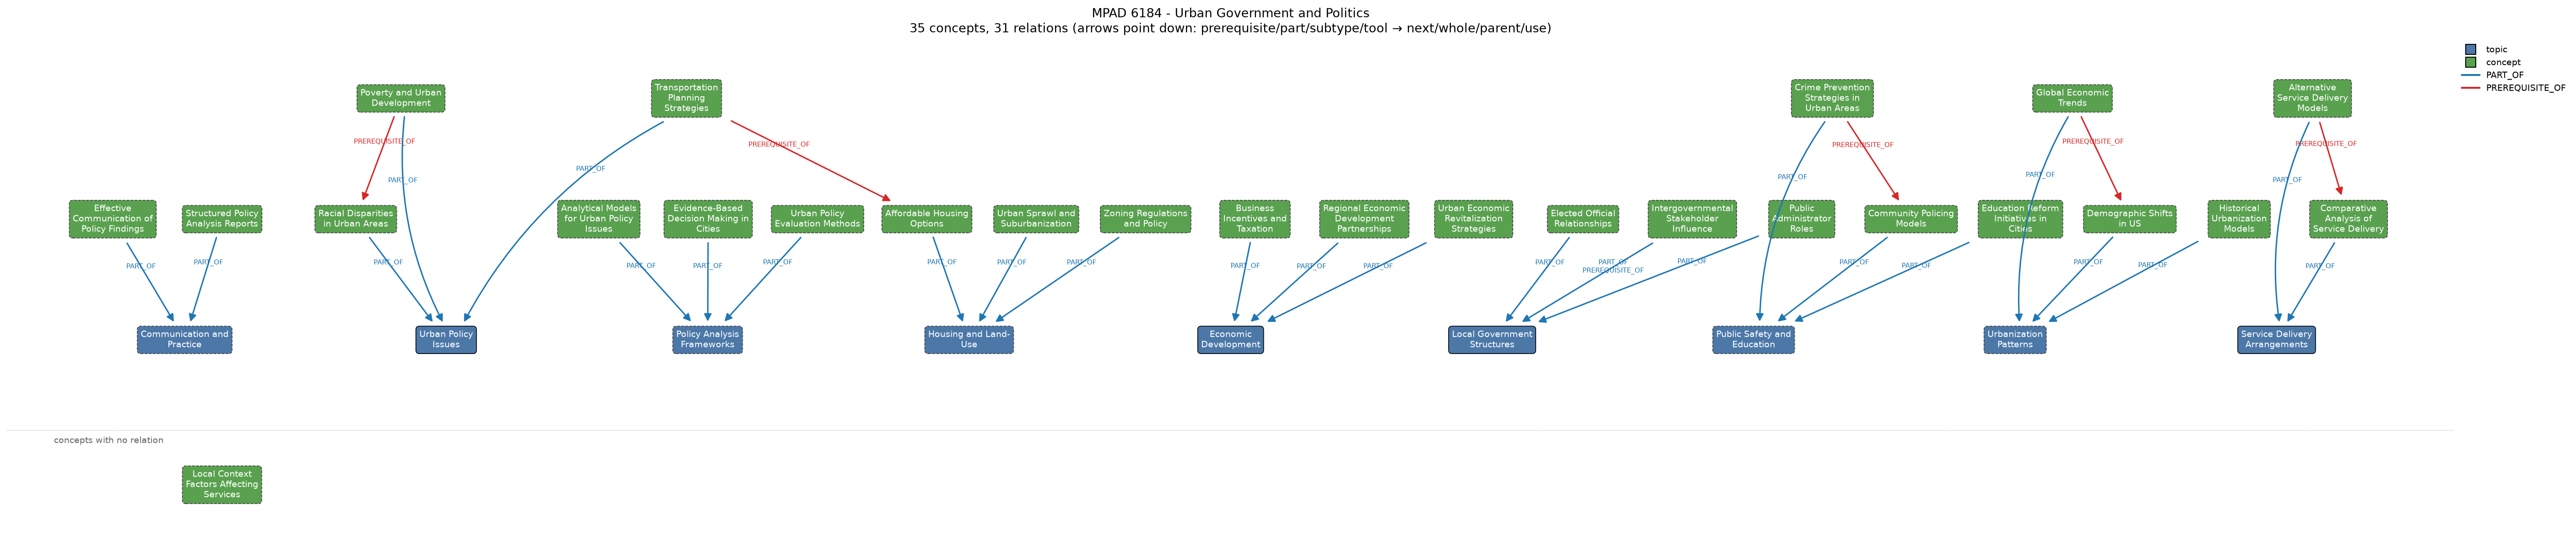 MPAD 6184 - Urban Government and Politics
35 concepts, 31 relations (arrows point down: prerequisite/part/subtype/tool → next/whole/parent/use)
topic
concept
PART_OF
PREREQUISITE_OF
Poverty and Urban
Development
Transportation
Planning
Strategies
Crime Prevention
Strategies in
Urban Areas
Global Economic
Trends
Alternative
Service Delivery
Models
PREREQUISITE_OF
PREREQUISITE_OF
PREREQUISITE_OF
PREREQUISITE_OF
PREREQUISITE_OF
PART_OF
PART_OF
PART_OF
PART_OF
PART_OF
Effective
Communication of
Policy Findings
Structured Policy
Analysis Reports
Racial Disparities
in Urban Areas
Analytical Models
for Urban Policy
Issues
Evidence-Based
Decision Making in
Cities
Urban Policy
Evaluation Methods
Affordable Housing
Options
Urban Sprawl and
Suburbanization
Zoning Regulations
and Policy
Business
Incentives and
Taxation
Regional Economic
Development
Partnerships
Urban Economic
Revitalization
Strategies
Elected Official
Relationships
Intergovernmental
Stakeholder
Influence
Public
Administrator
Roles
Community Policing
Models
Education Reform
Initiatives in
Cities
Demographic Shifts
in US
Historical
Urbanization
Models
Comparative
Analysis of
Service Delivery
PART_OF
PART_OF
PART_OF
PART_OF
PART_OF
PART_OF
PART_OF
PART_OF
PART_OF
PART_OF
PART_OF
PART_OF
PART_OF
PART_OF
PREREQUISITE_OF
PART_OF
PART_OF
PART_OF
PART_OF
PART_OF
PART_OF
Communication and
Practice
Urban Policy
Issues
Policy Analysis
Frameworks
Housing and Land-
Use
Economic
Development
Local Government
Structures
Public Safety and
Education
Urbanization
Patterns
Service Delivery
Arrangements
concepts with no relation
Local Context
Factors Affecting
Services